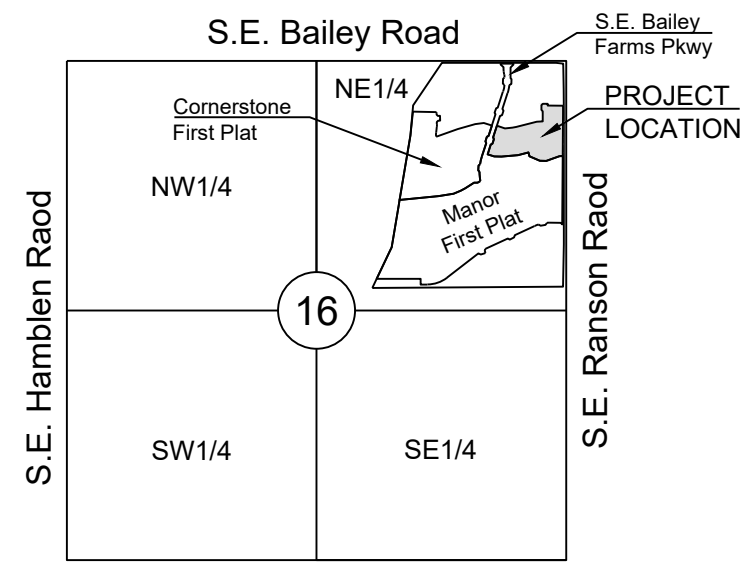 S.E. Bailey Road
S.E. Bailey
Farms Pkwy
NE1/4
PROJECT
LOCATION
Cornerstone
First Plat
NW1/4
Manor
First Plat
S.E. Hamblen Raod
S.E. Ranson Raod
16
SW1/4
SE1/4